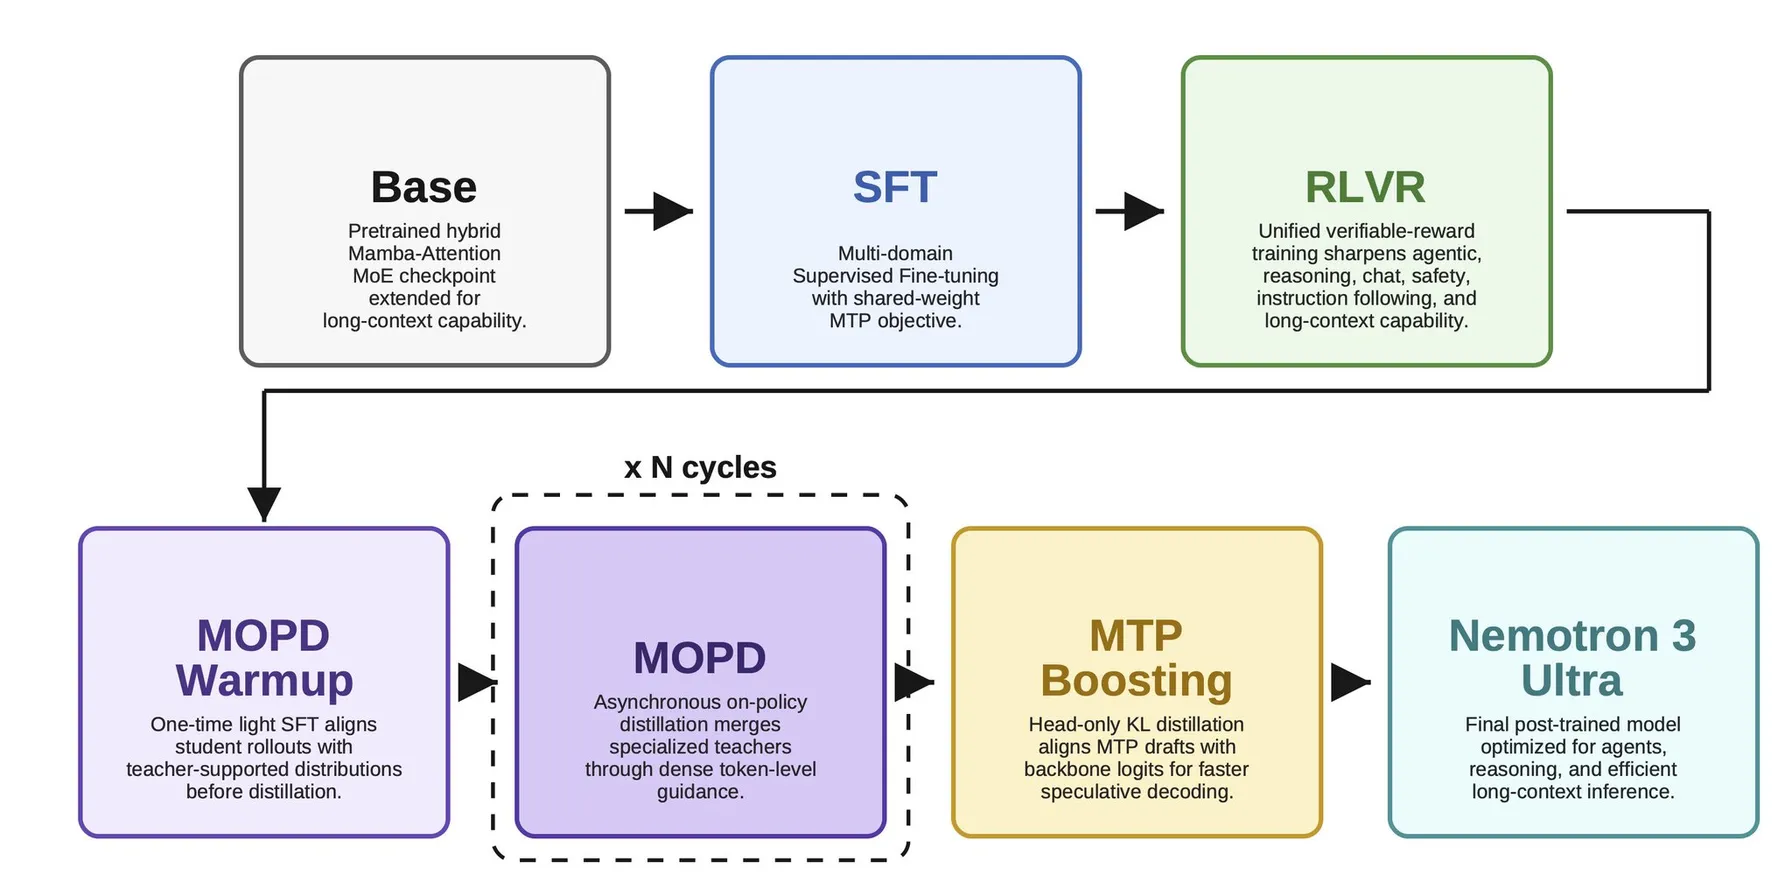 Base
Pretrained hybrid
Mamba-Attention
MoE checkpoint
extended for
long-context capability.
SFT
Multi-domain
Supervised Fine-tuning
with shared-weight
MTP objective.
RLVR
Unified verifiable-reward
training sharpens agentic,
reasoning, chat, safety,
instruction following, and
long-context capability.
x N cycles
MOPD
Warmup
One-time light SFT aligns
student rollouts with
teacher-supported distributions
before distillation.
MOPD
Asynchronous on-policy
distillation merges
specialized teachers
through dense token-level
guidance.
MTP
Boosting
Head-only KL distillation
aligns MTP drafts with
backbone logits for faster
speculative decoding.
Nemotron 3
Ultra
Final post-trained model
optimized for agents,
reasoning, and efficient
long-context inference.